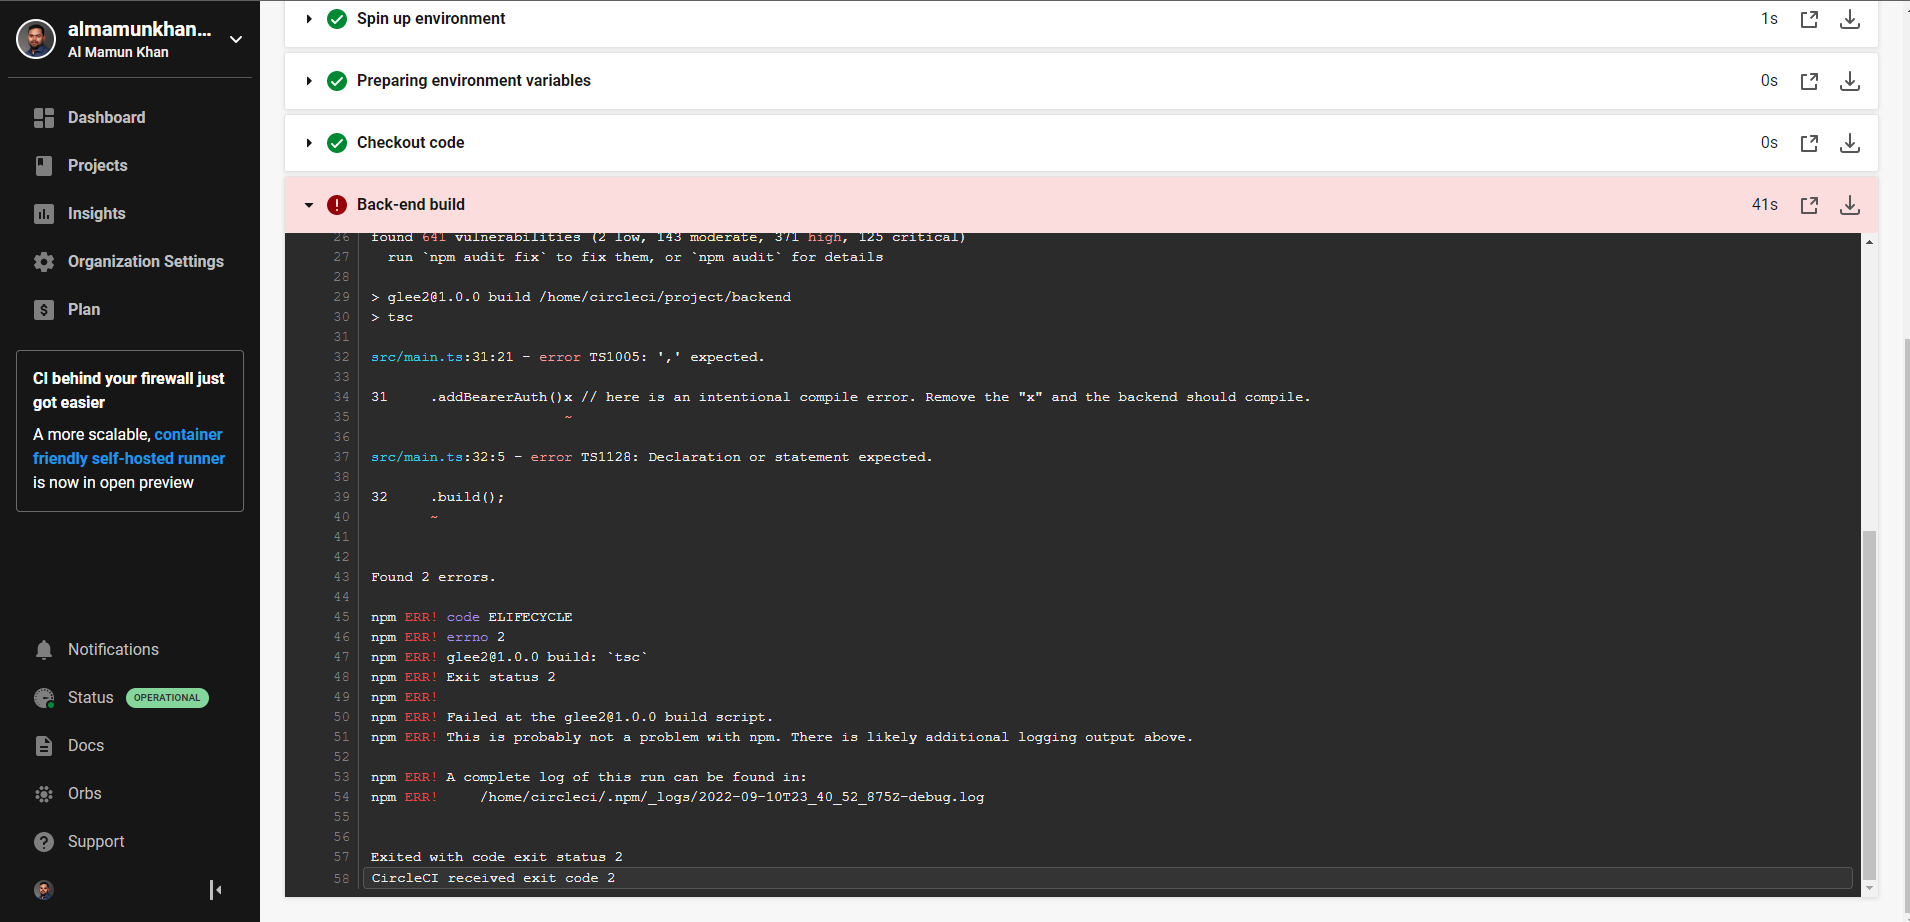 almamunkhan...
Al Mamun Khan
Dashboard
Projects
Insights
Organization Settings
Plan
CI behind your firewall just
got easier
A more scalable, container
friendly self-hosted runner
is now in open preview
Notifications
Status OPERATIONAL
Docs
Orbs
Support
Spin up environment 1s
Preparing environment variables 0s
Checkout code 0s
Back-end build 41s
26 found 641 vulnerabilities (2 low, 143 moderate, 371 high, 125 critical)
27 run `npm audit fix` to fix them, or `npm audit` for details
28
29 > glee2@1.0.0 build /home/circleci/project/backend
30 > tsc
31
32 src/main.ts:31:21 - error TS1005: ',' expected.
33
34 31 .addBearerAuth()x // here is an intentional compile error. Remove the "x" and the backend should compile.
35 ~
36
37 src/main.ts:32:5 - error TS1128: Declaration or statement expected.
38
39 32 .build();
40 ~
41
42
43 Found 2 errors.
44
45 npm ERR! code ELIFECYCLE
46 npm ERR! errno 2
47 npm ERR! glee2@1.0.0 build: `tsc`
48 npm ERR! Exit status 2
49 npm ERR!
50 npm ERR! Failed at the glee2@1.0.0 build script.
51 npm ERR! This is probably not a problem with npm. There is likely additional logging output above.
52
53 npm ERR! A complete log of this run can be found in:
54 npm ERR! /home/circleci/.npm/_logs/2022-09-10T23_40_52_875Z-debug.log
55
56
57 Exited with code exit status 2
58 CircleCI received exit code 2